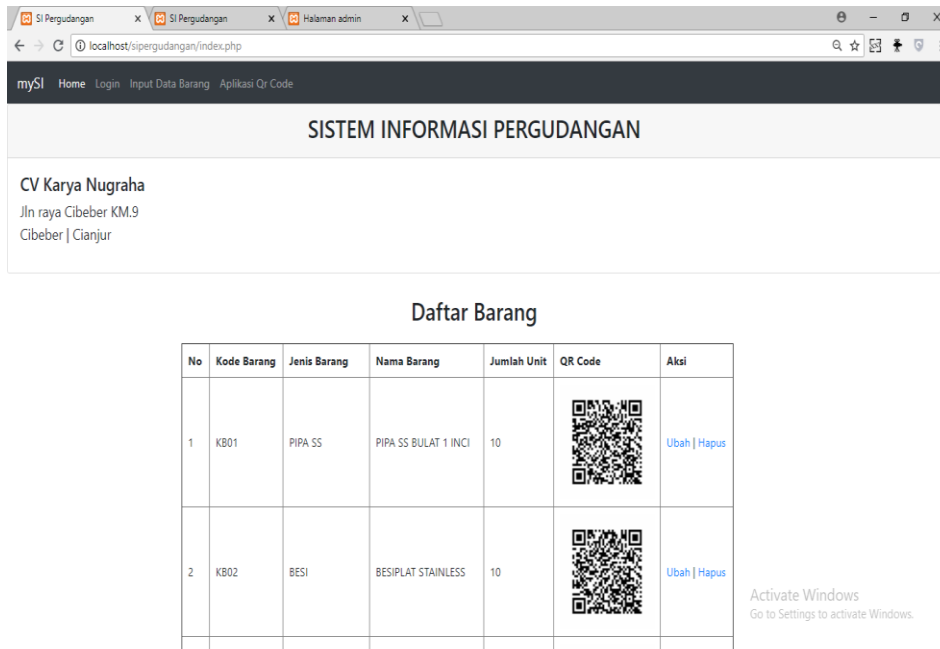 SI Pergudangan SI Pergudangan Halaman admin
localhost/sipergudangan/index.php
mySI Home Login Input Data Barang Aplikasi Qr Code
SISTEM INFORMASI PERGUDANGAN
CV Karya Nugraha
Jln raya Cibeber KM.9
Cibeber | Cianjur
Daftar Barang
No Kode Barang Jenis Barang Nama Barang Jumlah Unit QR Code Aksi
1 KB01 PIPA SS PIPA SS BULAT 1 INCI 10 Ubah | Hapus
2 KB02 BESI BESIPLAT STAINLESS 10 Ubah | Hapus
Activate Windows
Go to Settings to activate Windows.